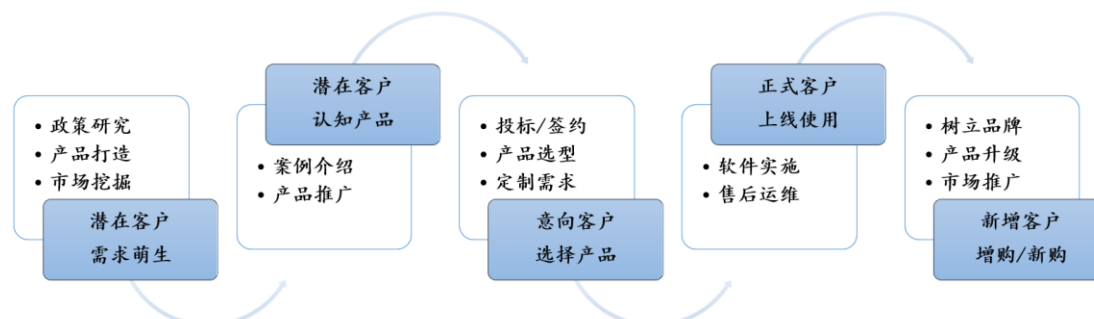 • 政策研究
• 产品打造
• 市场挖掘
潜在客户
需求萌生
潜在客户
认知产品
• 案例介绍
• 产品推广
• 投标/签约
• 产品选型
• 定制需求
意向客户
选择产品
正式客户
上线使用
• 软件实施
• 售后运维
• 树立品牌
• 产品升级
• 市场推广
新增客户
增购/新购